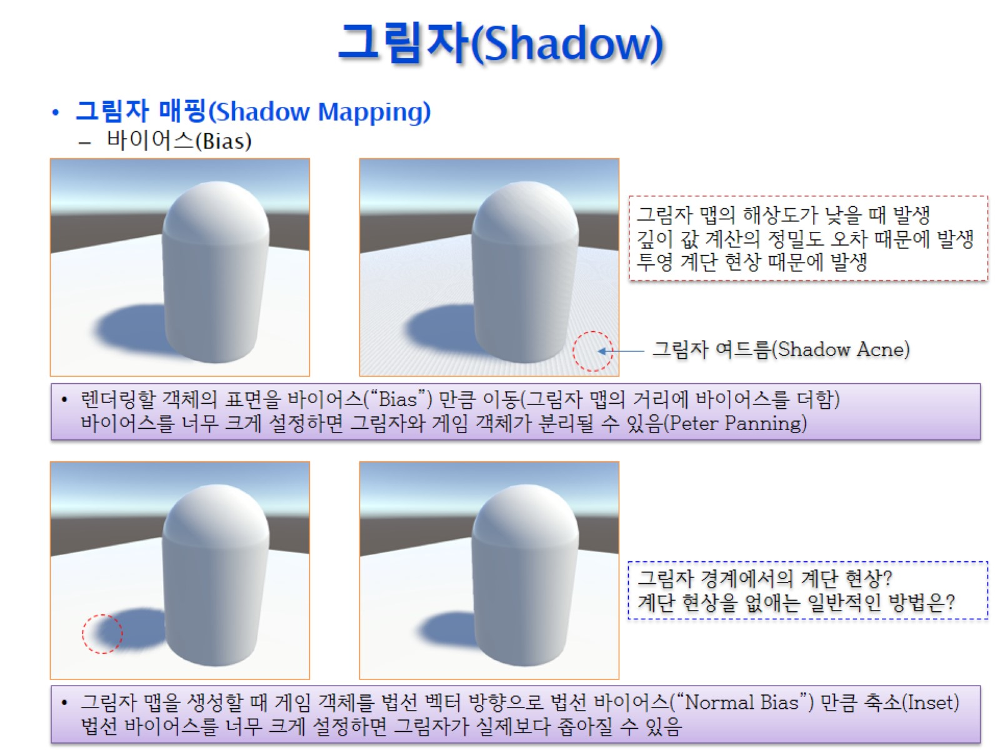 그림자(Shadow)
• 그림자 매핑(Shadow Mapping)
– 바이어스(Bias)
그림자 맵의 해상도가 낮을 때 발생
깊이 값 계산의 정밀도 오차 때문에 발생
투영 계단 현상 때문에 발생
그림자 여드름(Shadow Acne)
• 렌더링할 객체의 표면을 바이어스(“Bias”) 만큼 이동(그림자 맵의 거리에 바이어스를 더함)
바이어스를 너무 크게 설정하면 그림자와 게임 객체가 분리될 수 있음(Peter Panning)
그림자 경계에서의 계단 현상?
계단 현상을 없애는 일반적인 방법은?
• 그림자 맵을 생성할 때 게임 객체를 법선 벡터 방향으로 법선 바이어스(“Normal Bias”) 만큼 축소(Inset)
법선 바이어스를 너무 크게 설정하면 그림자가 실제보다 좁아질 수 있음